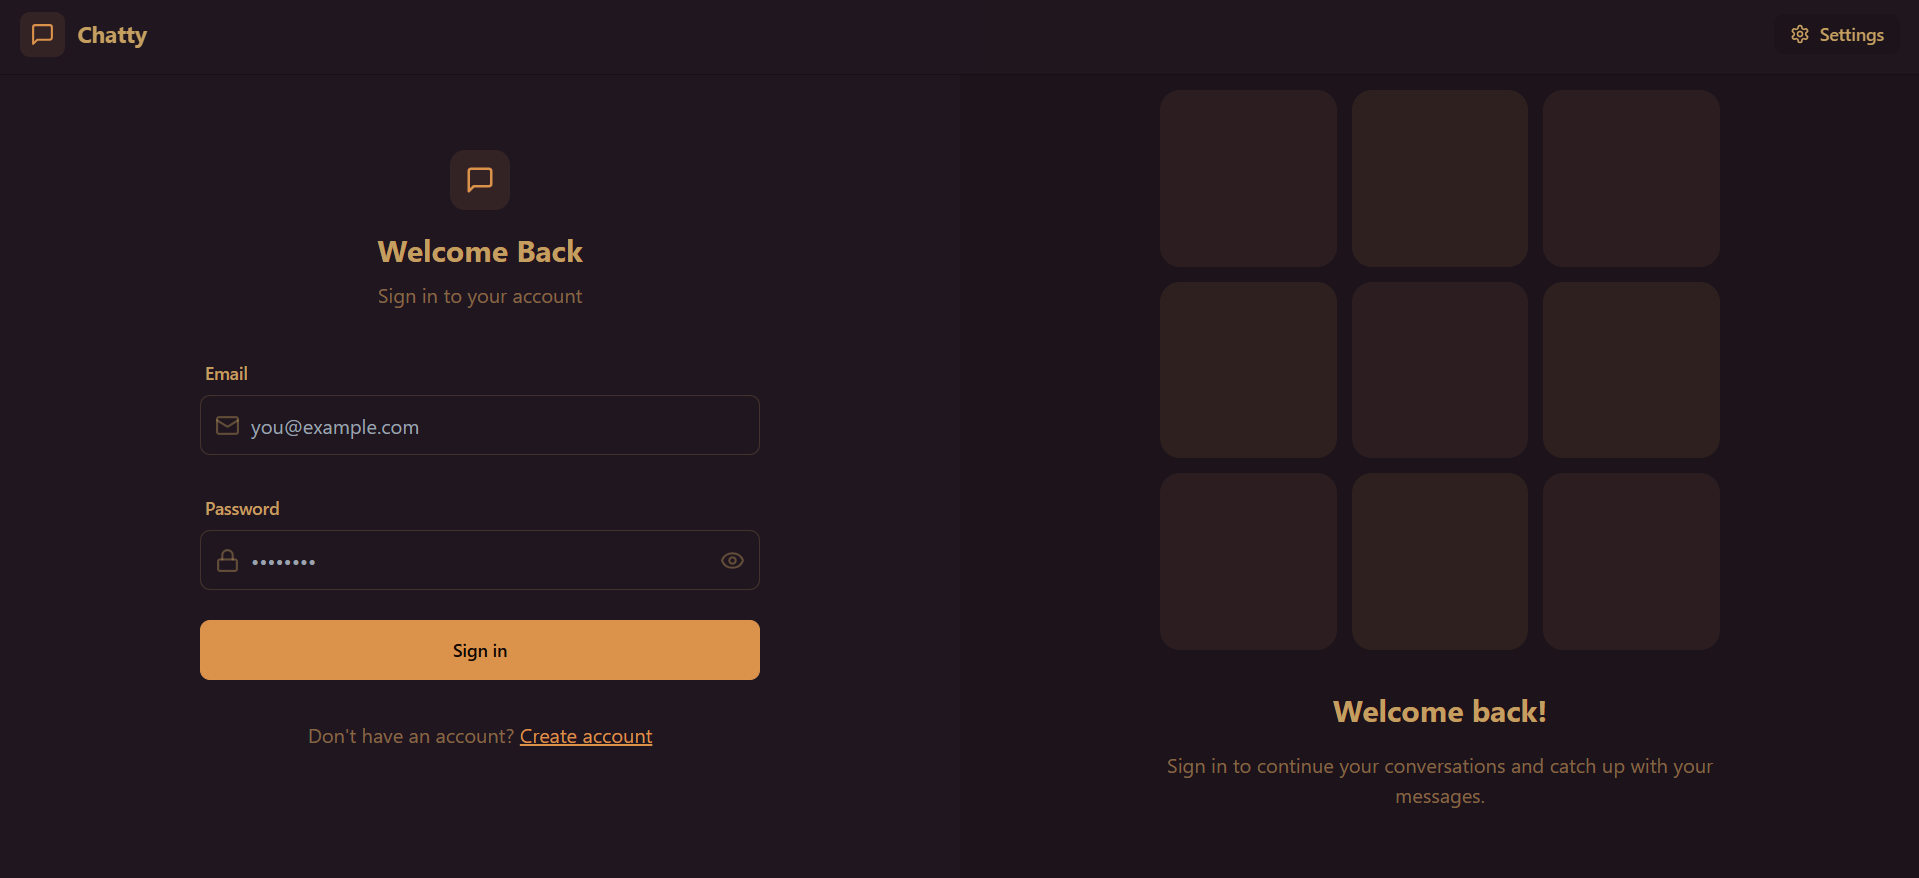 Chatty
Settings
Welcome Back
Sign in to your account
Email
you@example.com
Password
••••••••
Sign in
Don't have an account? Create account
Welcome back!
Sign in to continue your conversations and catch up with your
messages.